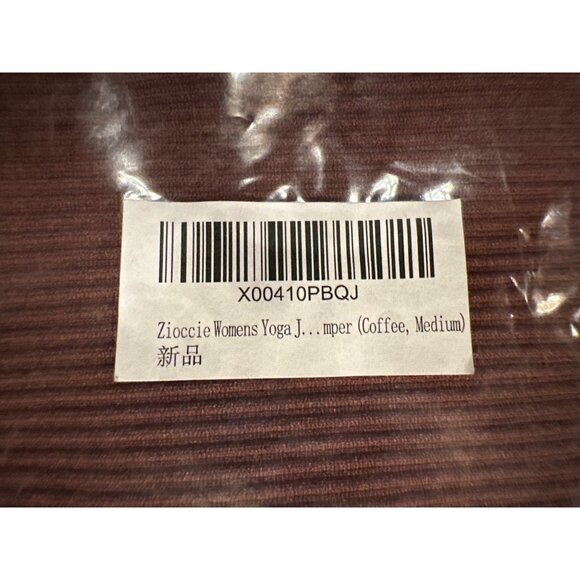 X00410PBQJ
Zioccie Womens Yoga J...mper (Coffee, Medium)
新品